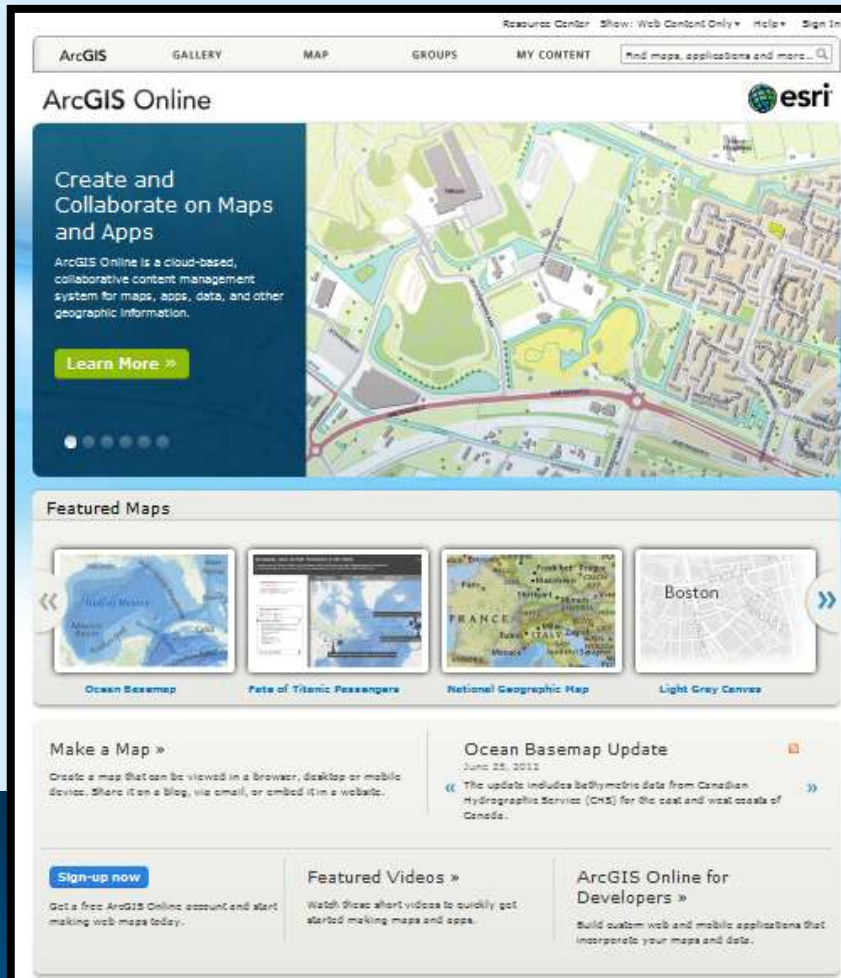 Resource Center Show: Web Content Only Help Sign In
ArcGIS GALLERY MAP GROUPS MY CONTENT Find maps, applications and more...
ArcGIS Online
esri
Create and
Collaborate on Maps
and Apps
ArcGIS Online is a cloud-based,
collaborative content management
system for maps, apps, data, and other
geographic information.
Learn More »
Featured Maps
Gulf of Mexico
FRANCE
ITALY
Frankfurt Prague
Boston
Ocean Basemap
Fate of Titanic Passengers
National Geographic Map
Light Grey Canvas
Make a Map »
Create a map that can be viewed in a browser, desktop or mobile
device. Share it on a blog, via email, or embed it in a website.
Ocean Basemap Update
June 25, 2012
« The update includes bathymetric data from Canadian »
Hydrographic Service (CHS) for the east and west coasts of
Canada.
Sign-up now
Get a free ArcGIS Online account and start
making web maps today.
Featured Videos »
Watch these short videos to quickly get
started making maps and apps.
ArcGIS Online for
Developers »
Build custom web and mobile applications that
incorporate your maps and data.